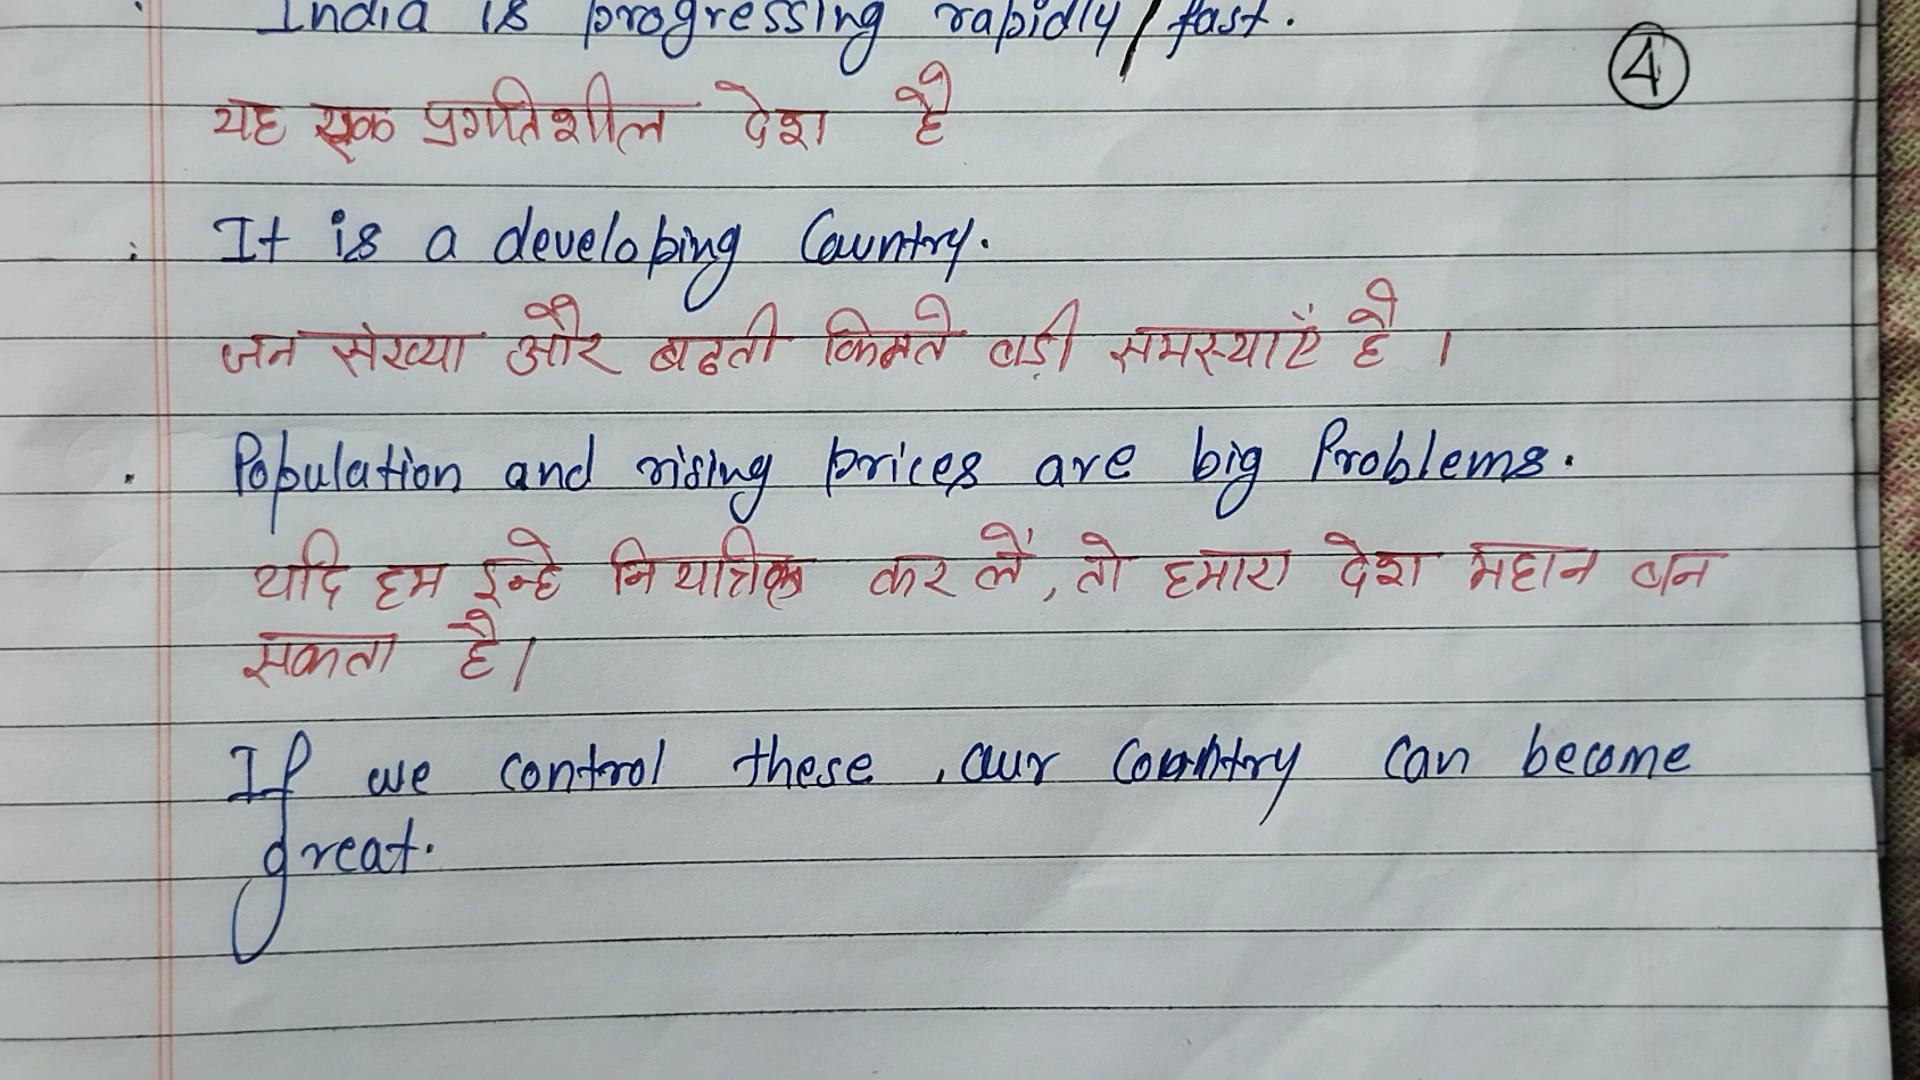 India is progressing rapidly/fast.
④
यह एक प्रगतिशील देश है
It is a developing Country.
जन संख्या और बढती किमते बड़ी समस्याएँ है ।
Population and rising prices are big Problems.
यदि हम इन्हे नियंत्रित कर लें, तो हमारा देश महान बन
सकता है।
If we control these, our Country can become
great.